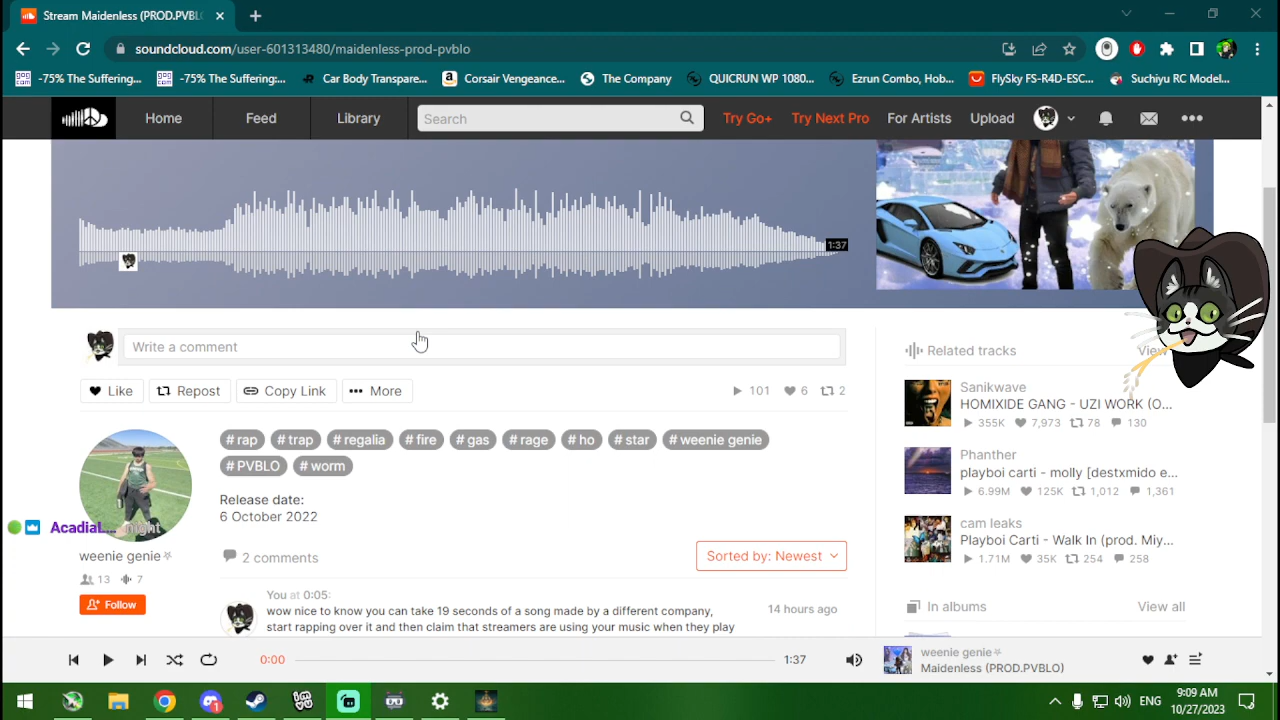 Stream Maidenless (PROD.PVBL
soundcloud.com/user-601313480/maidenless-prod-pvblo
-75% The Suffering...
-75% The Suffering:...
Car Body Transpare...
Corsair Vengeance...
The Company
QUICRUN WP 1080...
Ezrun Combo, Hob...
FlySky FS-R4D-ESC...
Suchiyu RC Model...
Home
Feed
Library
Search
Try Go+
Try Next Pro
For Artists
Upload
1:37
Write a comment
Like
Repost
Copy Link
More
101
6
2
# rap
# trap
# regalia
# fire
# gas
# rage
# ho
# star
# weenie genie
# PVBLO
# worm
Release date:
6 October 2022
Acadial... night
weenie genie
13
7
Follow
2 comments
Sorted by: Newest
You at 0:05:
14 hours ago
wow nice to know you can take 19 seconds of a song made by a different company,
start rapping over it and then claim that streamers are using your music when they play
Related tracks
View
Sanikwave
HOMIXIDE GANG - UZI WORK (O...
355K 7,973 78 130
Phanther
playboi carti - molly [destxmido e...
6.99M 125K 1,012 1,361
cam leaks
Playboi Carti - Walk In (prod. Miy...
1.71M 35K 254 258
In albums
View all
0:00
1:37
weenie genie
Maidenless (PROD.PVBLO)
ENG
9:09 AM
10/27/2023